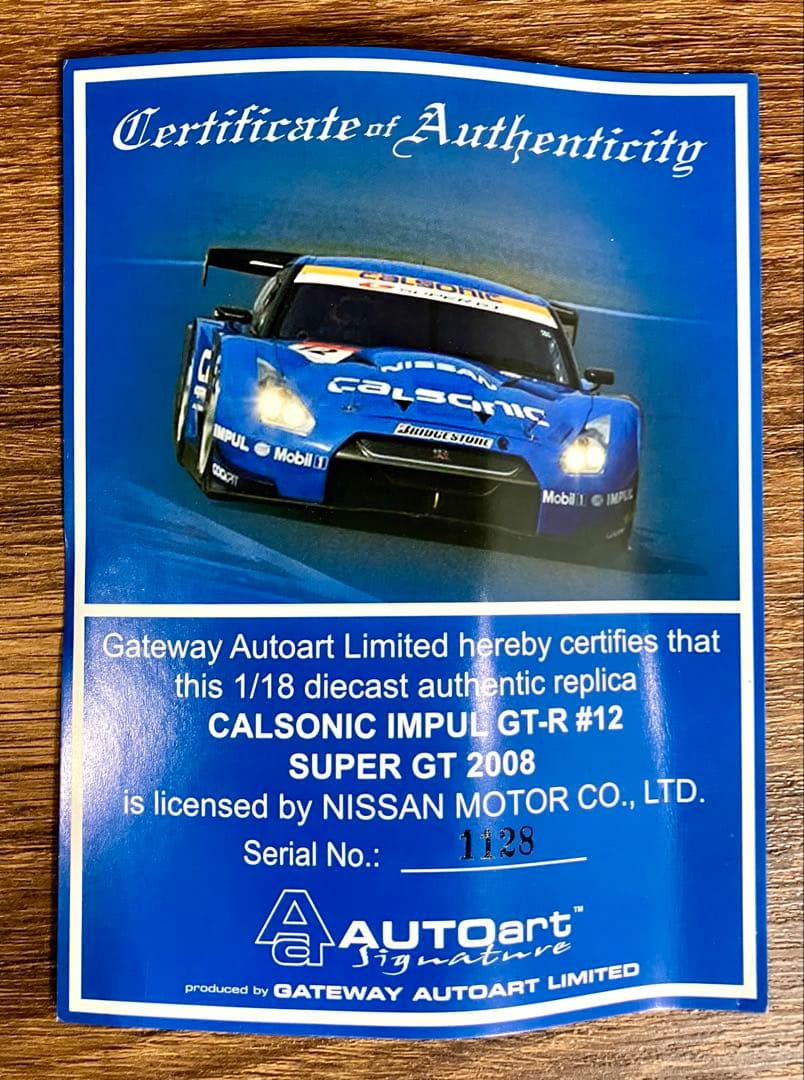 Certificate of Authenticity
calsonic
SUPER GT
NISSAN
calsonic
BRIDGESTONE
IMPUL
Mobil 1
Mobil 1
IMPUL
Gateway Autoart Limited hereby certifies that
this 1/18 diecast authentic replica
CALSONIC IMPUL GT-R #12
SUPER GT 2008
is licensed by NISSAN MOTOR CO., LTD.
Serial No.: 1128
AUTOart™
Signature
produced by GATEWAY AUTOART LIMITED